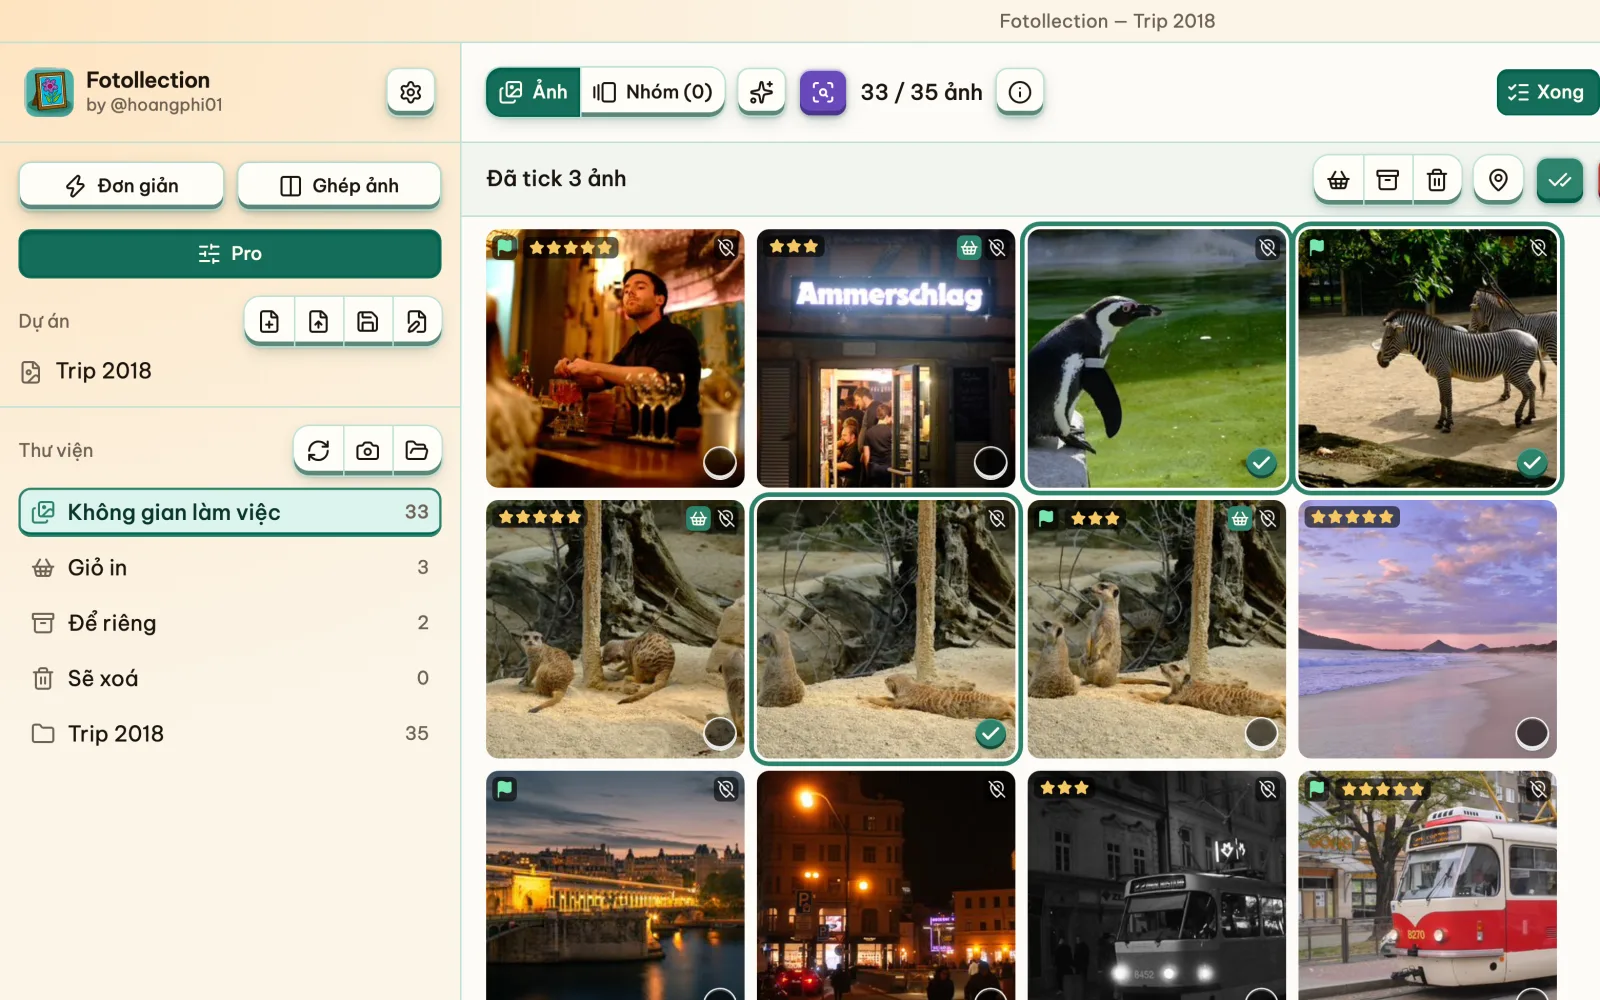 Fotollection – Trip 2018
Fotollection
by @hoangphi01
Ảnh
Nhóm (0)
33 / 35 ảnh
Xong
Đơn giản
Ghép ảnh
Đã tick 3 ảnh
Pro
Dự án
Trip 2018
Thư viện
Không gian làm việc 33
Giỏ in 3
Để riêng 2
Sẽ xoá 0
Trip 2018 35
Ammerschlag
8452
8270